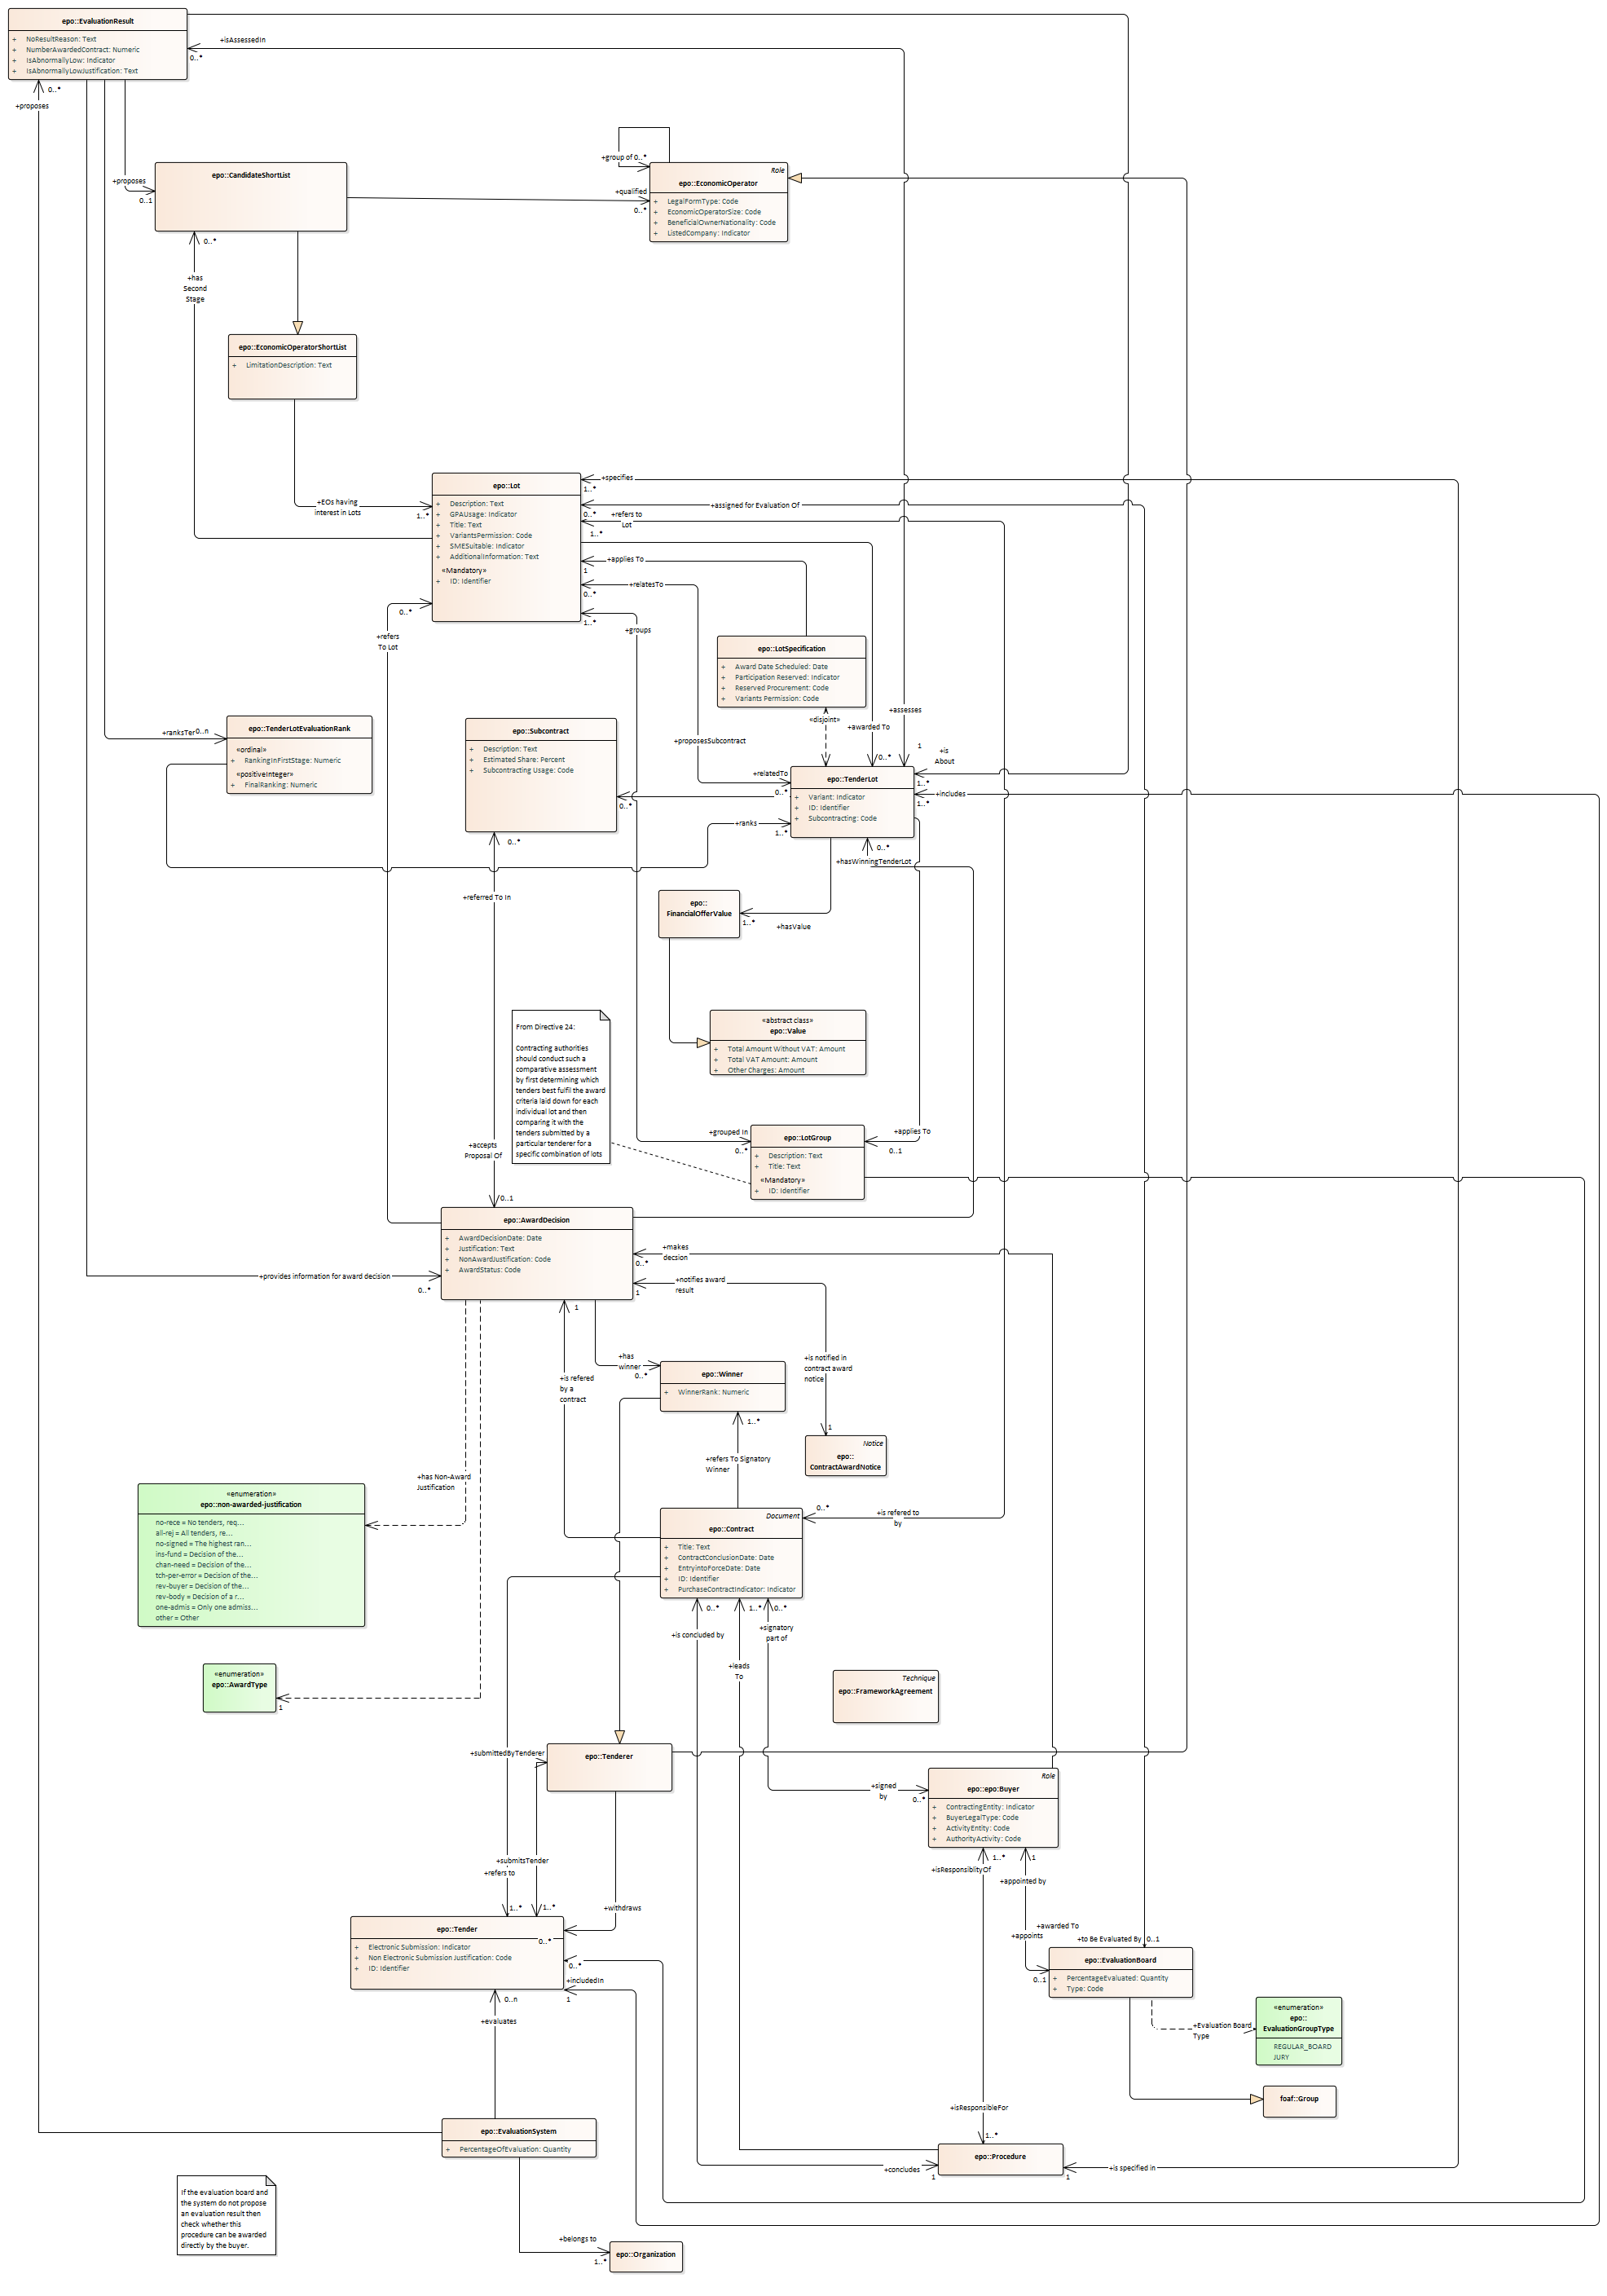 epo::EvaluationResult
+ NoResultReason: Text
+ NumberAwardedContract: Numeric
+ IsAbnormallyLow: Indicator
+ IsAbnormallyLowJustification: Text
+isAssessedIn
0..*
0..*
+proposes
+group of 0..*
Role
epo::EconomicOperator
+ LegalFormType: Code
+ EconomicOperatorSize: Code
+ BeneficialOwnerNationality: Code
+ ListedCompany: Indicator
epo::CandidateShortList
+proposes
0..1
+qualified
0..*
0..*
+has
Second
Stage
epo::EconomicOperatorShortList
+ LimitationDescription: Text
+EOs having
interest in Lots
1..*
epo::Lot
+ Description: Text
+ GPAUsage: Indicator
+ Title: Text
+ VariantsPermission: Code
+ SMESuitable: Indicator
+ AdditionalInformation: Text
«Mandatory»
+ ID: Identifier
+specifies
1..*
+assigned for Evaluation Of
0..*
+refers to
Lot
1..*
+applies To
1
+relatesTo
0..*
1..*
+groups
0..*
+refers
To Lot
epo::LotSpecification
+ Award Date Scheduled: Date
+ Participation Reserved: Indicator
+ Reserved Procurement: Code
+ Variants Permission: Code
«disjoint»
+awarded To
0..*
+assesses
1
+is
About
1..*
+ranksTer
0..n
epo::TenderLotEvaluationRank
«ordinal»
+ RankingInFirstStage: Numeric
«positiveInteger»
+ FinalRanking: Numeric
epo::Subcontract
+ Description: Text
+ Estimated Share: Percent
+ Subcontracting Usage: Code
+proposesSubcontract
0..*
+relatedTo
0..*
epo::TenderLot
+ Variant: Indicator
+ ID: Identifier
+ Subcontracting: Code
+includes
1..*
+ranks
1..*
0..*
+hasWinningTenderLot
0..*
+referred To In
epo::
FinancialOfferValue
1..*
+hasValue
«abstract class»
epo::Value
+ Total Amount Without VAT: Amount
+ Total VAT Amount: Amount
+ Other Charges: Amount
From Directive 24:
Contracting authorities
should conduct such a
comparative assessment
by first determining which
tenders best fulfil the award
criteria laid down for each
individual lot and then
comparing it with the
tenders submitted by a
particular tenderer for a
specific combination of lots
+grouped In
0..*
epo::LotGroup
+ Description: Text
+ Title: Text
«Mandatory»
+ ID: Identifier
+applies To
0..1
+accepts
Proposal Of
0..1
epo::AwardDecision
+ AwardDecisionDate: Date
+ Justification: Text
+ NonAwardJustification: Code
+ AwardStatus: Code
+provides information for award decision
0..*
+makes
decsion
0..*
+notifies award
result
1
1
+is refered
by a
contract
+has
winner
0..*
epo::Winner
+ WinnerRank: Numeric
+is notified in
contract award
notice
1
Notice
epo::
ContractAwardNotice
1..*
+refers To Signatory
Winner
+has Non-Award
Justification
«enumeration»
epo::non-awarded-justification
no-rece = No tenders, req...
all-rej = All tenders, re...
no-signed = The highest ran...
ins-fund = Decision of the...
chan-need = Decision of the...
tch-per-error = Decision of the...
rev-buyer = Decision of the...
rev-body = Decision of a r...
one-admis = Only one admiss...
other = Other
Document
epo::Contract
+ Title: Text
+ ContractConclusionDate: Date
+ EntryintoForceDate: Date
+ ID: Identifier
+ PurchaseContractIndicator: Indicator
0..*
+is refered to
by
0..*
+is concluded by
1..*
+leads
To
0..*
+signatory
part of
«enumeration»
epo::AwardType
1
Technique
epo::FrameworkAgreement
+submittedByTenderer
epo::Tenderer
+signed
by
0..*
Role
epo::epo:Buyer
+ ContractingEntity: Indicator
+ BuyerLegalType: Code
+ ActivityEntity: Code
+ AuthorityActivity: Code
1..*
+isResponsiblityOf
1
+appointed by
+submitsTender
+refers to
1..*
1..*
+withdraws
0..*
epo::Tender
+ Electronic Submission: Indicator
+ Non Electronic Submission Justification: Code
+ ID: Identifier
0..*
+includedIn
1
0..n
+evaluates
+awarded To
+appoints
0..1
+to Be Evaluated By
0..1
epo::EvaluationBoard
+ PercentageEvaluated: Quantity
+ Type: Code
+Evaluation Board
Type
«enumeration»
epo::
EvaluationGroupType
REGULAR_BOARD
JURY
foaf::Group
+isResponsibleFor
1..*
epo::EvaluationSystem
+ PercentageOfEvaluation: Quantity
epo::Procedure
+concludes
1
+is specified in
1
If the evaluation board and
the system do not propose
an evaluation result then
check whether this
procedure can be awarded
directly by the buyer.
+belongs to
1..*
epo::Organization